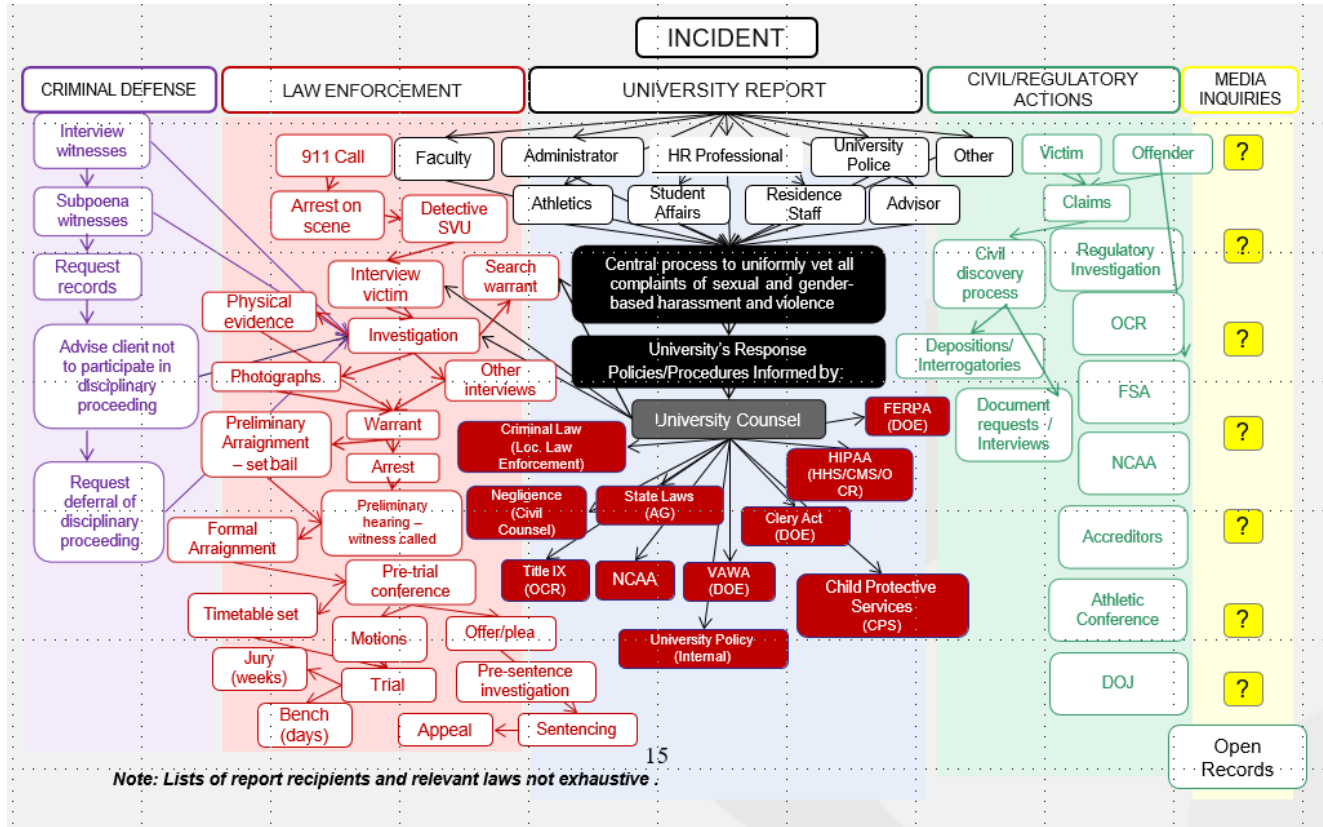 INCIDENT
CRIMINAL DEFENSE
LAW ENFORCEMENT
UNIVERSITY REPORT
CIVIL/REGULATORY
ACTIONS
MEDIA
INQUIRIES
Interview
witnesses
Subpoena
witnesses
Request
records
Advise client not
to participate in
disciplinary
proceeding
Request
deferral of
disciplinary
proceeding
911 Call
Arrest on
scene
Detective
SVU
Interview
victim
Search
warrant
Physical
evidence
Investigation
Photographs
Other
interviews
Preliminary
Arraignment
– set bail
Warrant
Arrest
Preliminary
hearing –
witness called
Formal
Arraignment
Pre-trial
conference
Timetable set
Motions
Offer/plea
Jury
(weeks)
Trial
Pre-sentence
investigation
Bench
(days)
Appeal
Sentencing
Faculty
Administrator
HR Professional
University
Police
Other
Athletics
Student
Affairs
Residence
Staff
Advisor
Central process to uniformly vet all
complaints of sexual and gender-
based harassment and violence
University's Response
Policies/Procedures Informed by:
University Counsel
FERPA
(DOE)
Criminal Law
(Loc. Law
Enforcement)
HIPAA
(HHS/CMS/O
CR)
Negligence
(Civil
Counsel)
State Laws
(AG)
Clery Act
(DOE)
Title IX
(OCR)
NCAA
VAWA
(DOE)
Child Protective
Services
(CPS)
University Policy
(Internal)
Victim
Offender
Claims
Civil
discovery
process
Regulatory
Investigation
OCR
Depositions/
Interrogatories
FSA
Document
requests /
Interviews
NCAA
Accreditors
Athletic
Conference
DOJ
?
?
?
?
?
?
?
Open
Records
15
Note: Lists of report recipients and relevant laws not exhaustive .